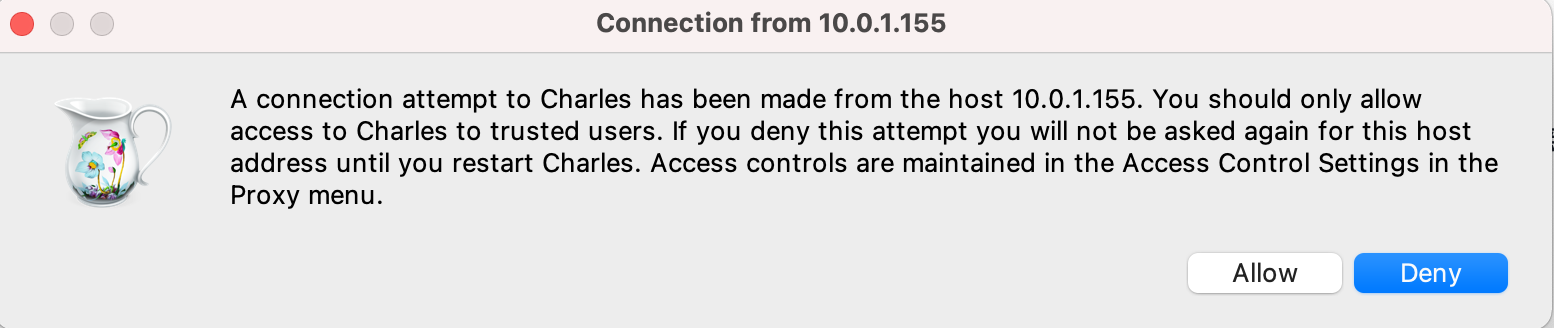 Connection from 10.0.1.155
A connection attempt to Charles has been made from the host 10.0.1.155. You should only allow
access to Charles to trusted users. If you deny this attempt you will not be asked again for this host
address until you restart Charles. Access controls are maintained in the Access Control Settings in the
Proxy menu.
Allow Deny